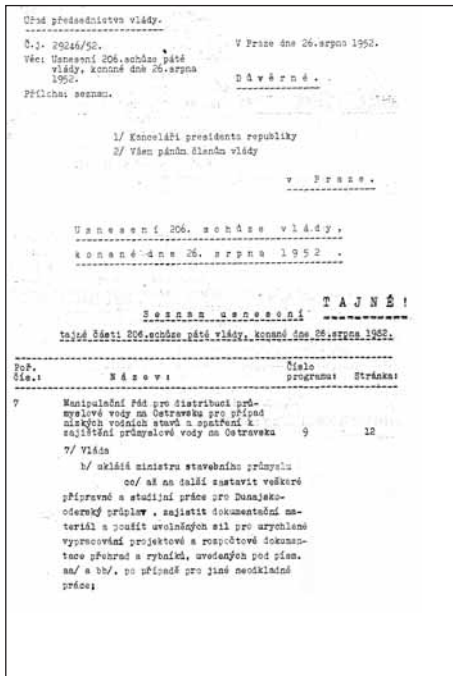 Úřad předsednictva vlády.
Č.j. 29246/52.
V Praze dne 26.srpna 1952.
Věc: Usnesení 206.schůze páté
vlády, konané dne 26.srpna
1952.
Důvěrné.
Příloha: seznam.
1/ Kanceláři presidenta republiky
2/ Všem pánům členům vlády
v Praze.
Usnesení 206. schůze vlády,
konané dne 26. srpna 1952.
TAJNÉ!
Seznam usnesení
tajné části 206.schůze páté vlády, konané dne 26.srpna 1952.
Poř. čís.: Název: Číslo programu: Stránka:
7 Manipulační řád pro distribuci prů-
myslové vody na Ostravsku pro případ
nízkých vodních stavů a opatření k
zajištění průmyslové vody na Ostravsku 9 12
7/ Vláda
b/ ukládá ministru stavebního průmyslu
cc/ až na další zastavit veškeré
přípravné a studijní práce pro Dunajsko-
oderský průplav, zajistit dokumentační ma-
teriál a použít uvolněných sil pro urychlené
vypracování projektové a rozpočtové dokumen-
tace přehrad a rybníků, uvedených pod písm.
aa/ a bb/, po případě pro jiné neodkladné
práce;